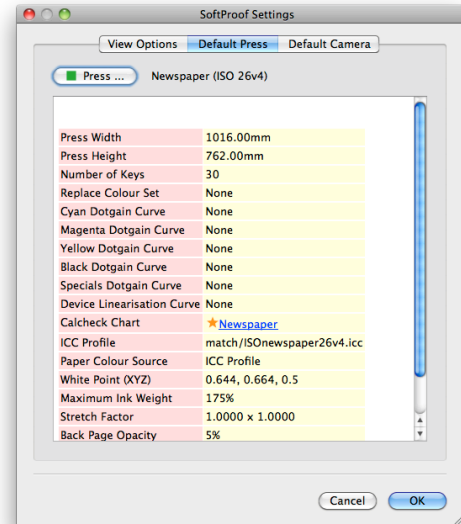 SoftProof Settings
View Options Default Press Default Camera
Press ... Newspaper (ISO 26v4)
Press Width 1016.00mm
Press Height 762.00mm
Number of Keys 30
Replace Colour Set None
Cyan Dotgain Curve None
Magenta Dotgain Curve None
Yellow Dotgain Curve None
Black Dotgain Curve None
Specials Dotgain Curve None
Device Linearisation Curve None
Calcheck Chart Newspaper
ICC Profile match/ISOnewspaper26v4.icc
Paper Colour Source ICC Profile
White Point (XYZ) 0.644, 0.664, 0.5
Maximum Ink Weight 175%
Stretch Factor 1.0000 x 1.0000
Back Page Opacity 5%
Cancel OK